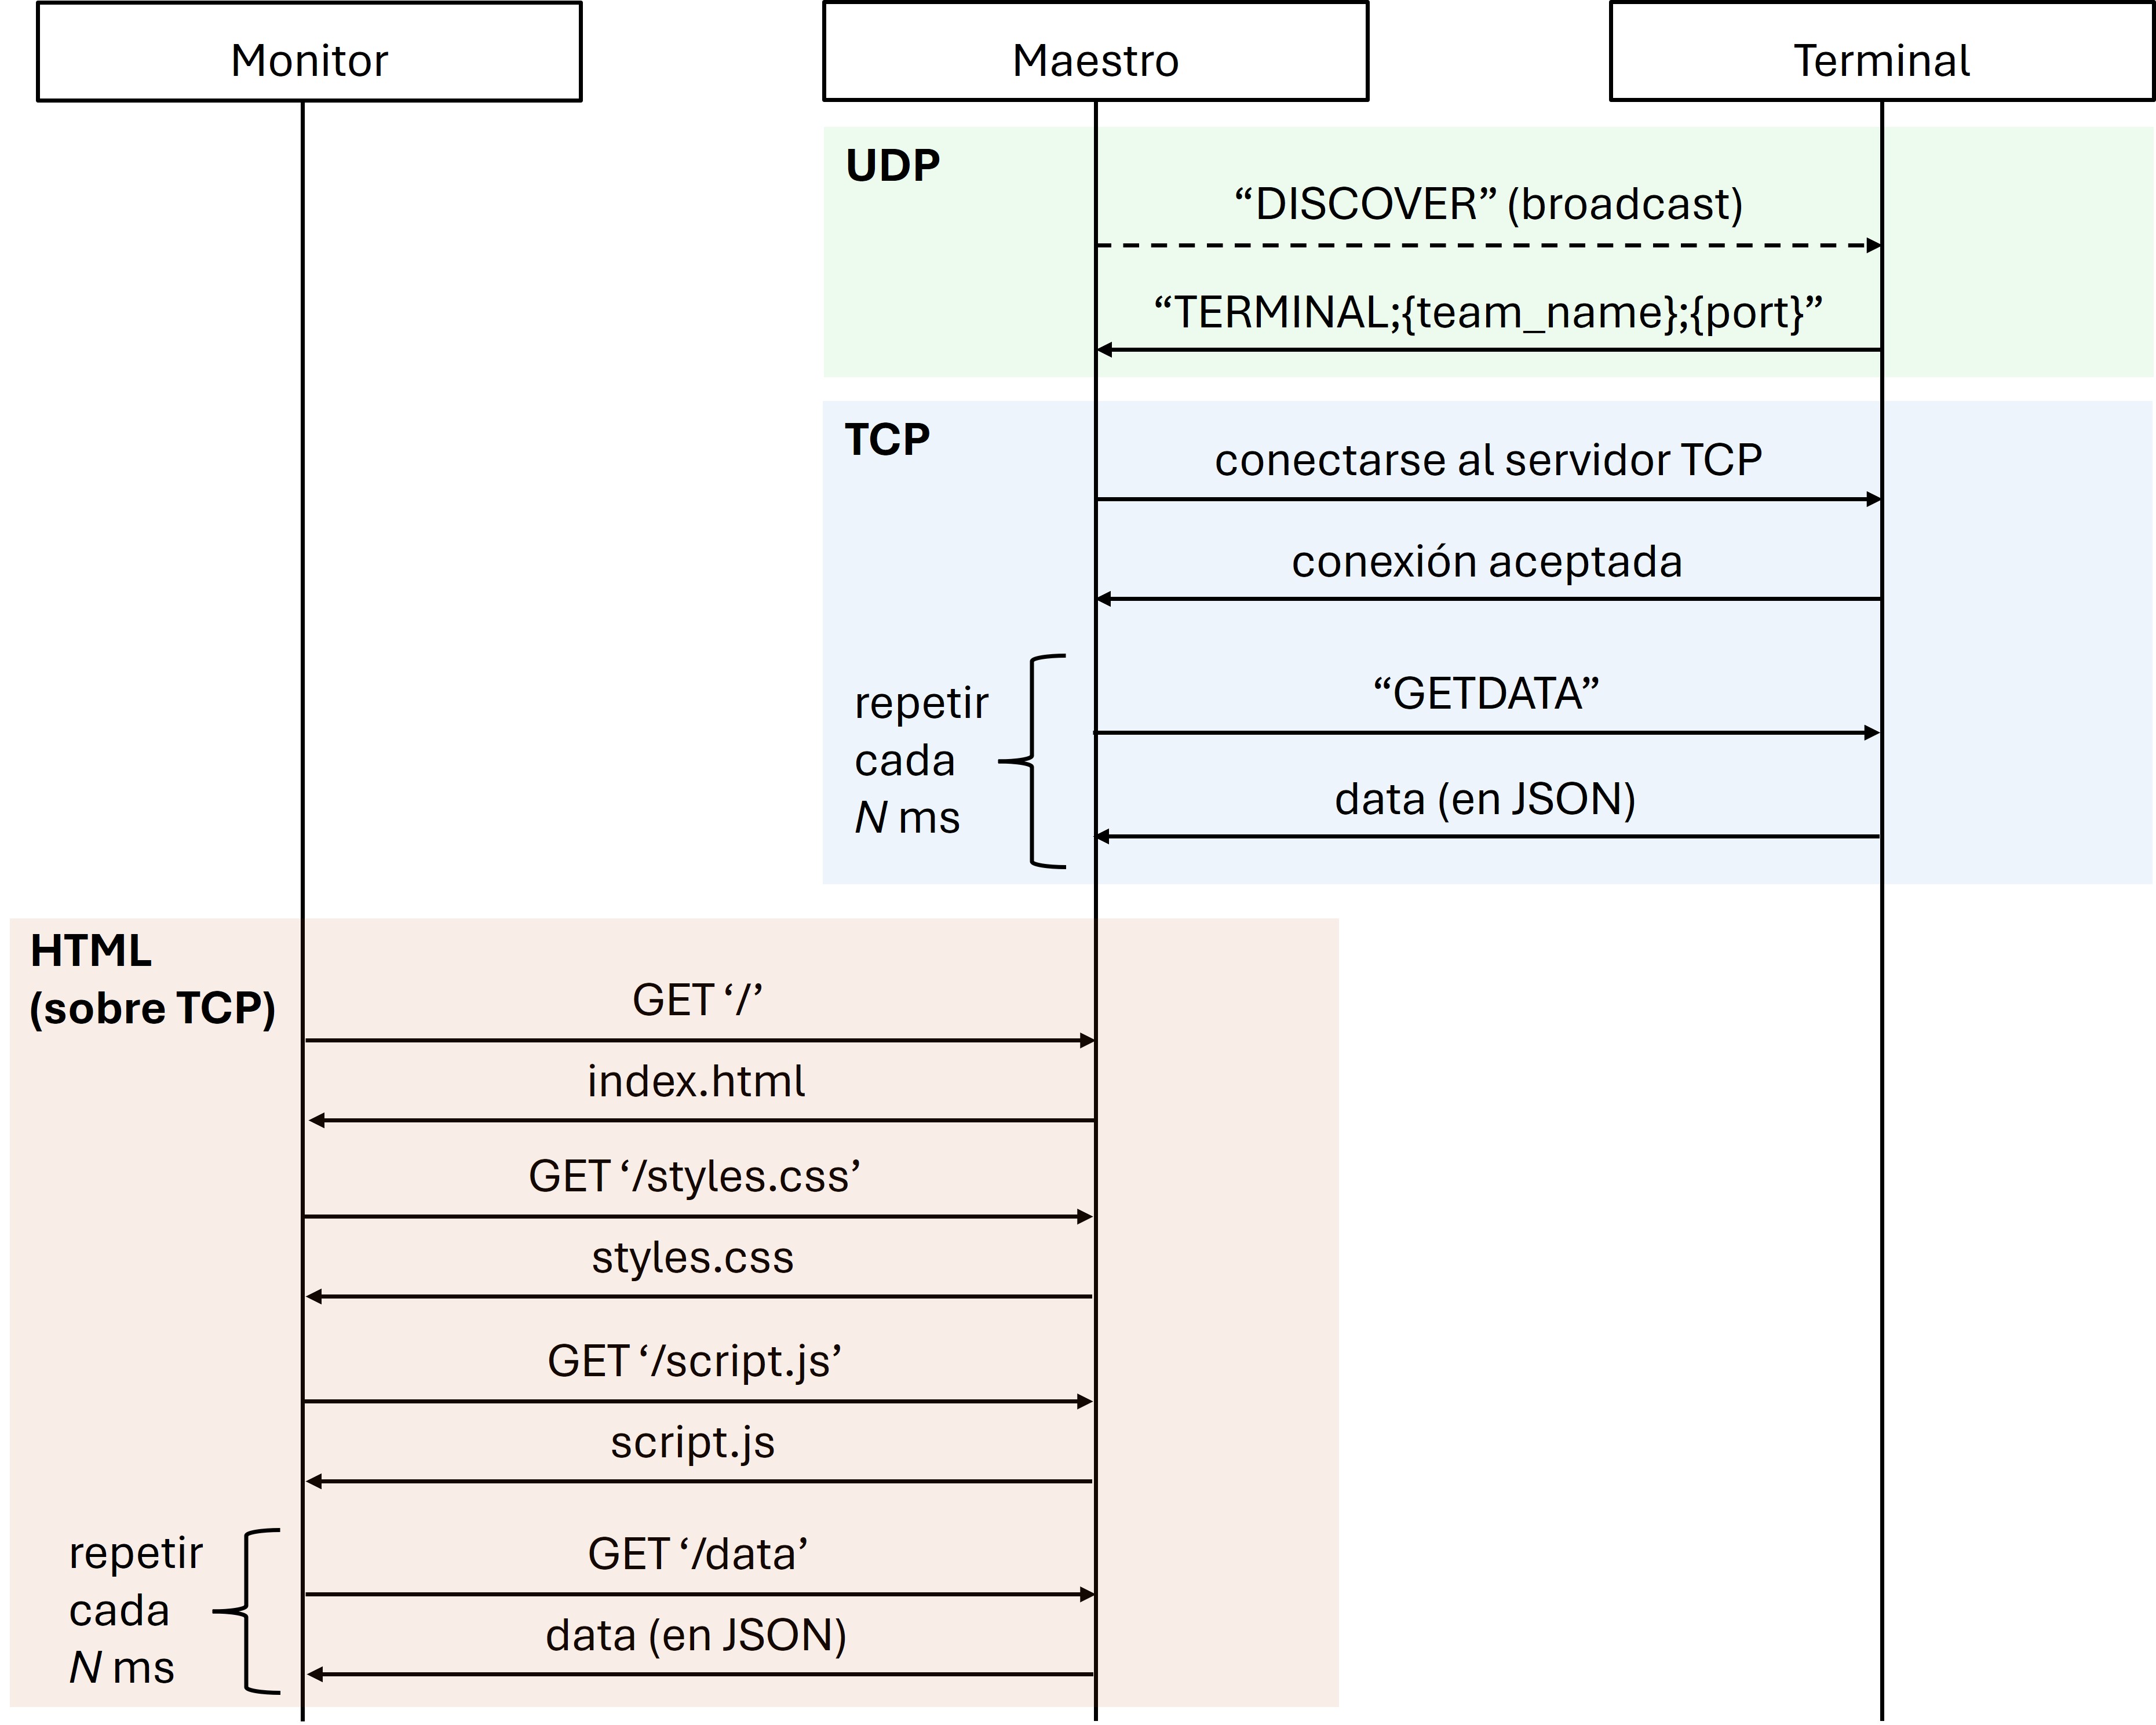 Monitor
Maestro
Terminal
UDP
“DISCOVER” (broadcast)
“TERMINAL;{team_name};{port}”
TCP
conectarse al servidor TCP
conexión aceptada
repetir
cada
N ms
“GETDATA”
data (en JSON)
HTML
(sobre TCP)
GET ‘/’
index.html
GET ‘/styles.css’
styles.css
GET ‘/script.js’
script.js
repetir
cada
N ms
GET ‘/data’
data (en JSON)